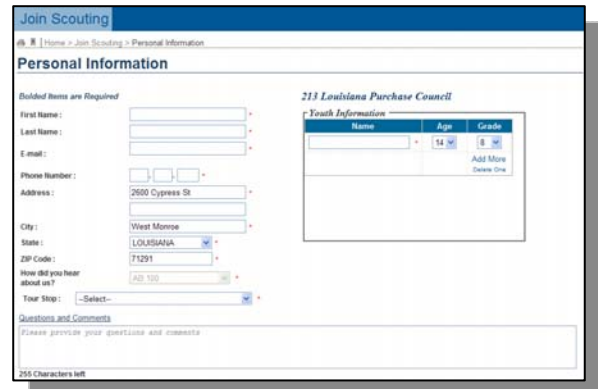 Join Scouting
Home > Join Scouting > Personal Information
Personal Information
Bolded Items are Required
First Name :
*
Last Name :
*
E-mail :
*
Phone Number :
. . *
Address :
2600 Cypress St *
City :
West Monroe *
State :
LOUISIANA *
ZIP Code :
71291 *
How did you hear
about us?
ABI 100 *
Tour Stop :
--Select-- *
213 Louisiana Purchase Council
Youth Information
Name Age Grade
* 14 8
Add More
Delete One
Questions and Comments
Please provide your questions and comments
255 Characters left